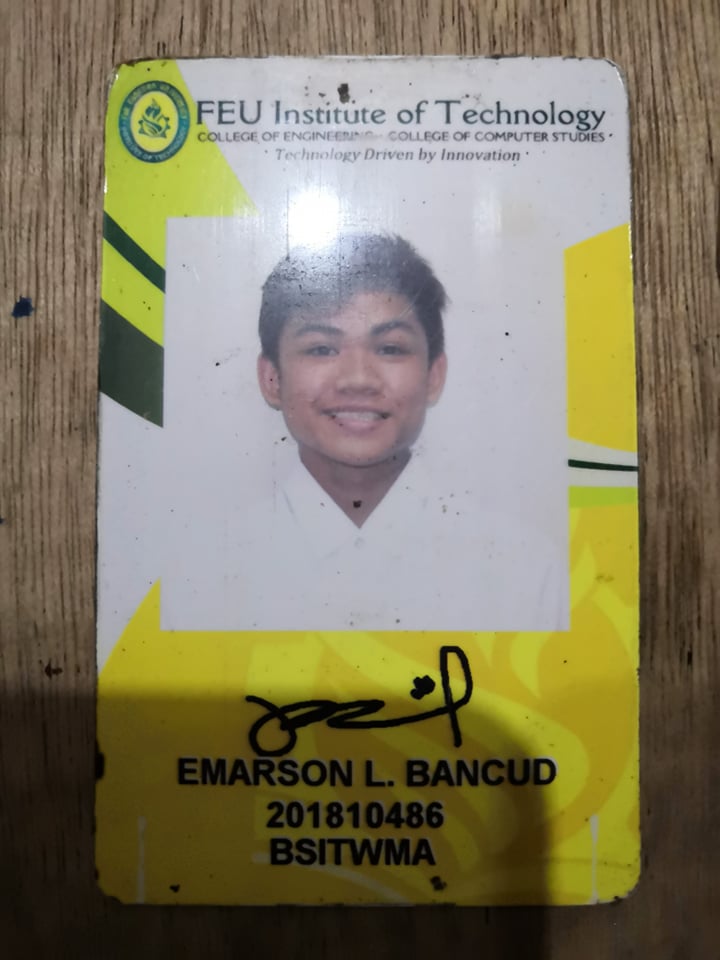 FEU Institute of Technology
COLLEGE OF ENGINEERING - COLLEGE OF COMPUTER STUDIES
Technology Driven by Innovation
EMARSON L. BANCUD
201810486
BSITWMA